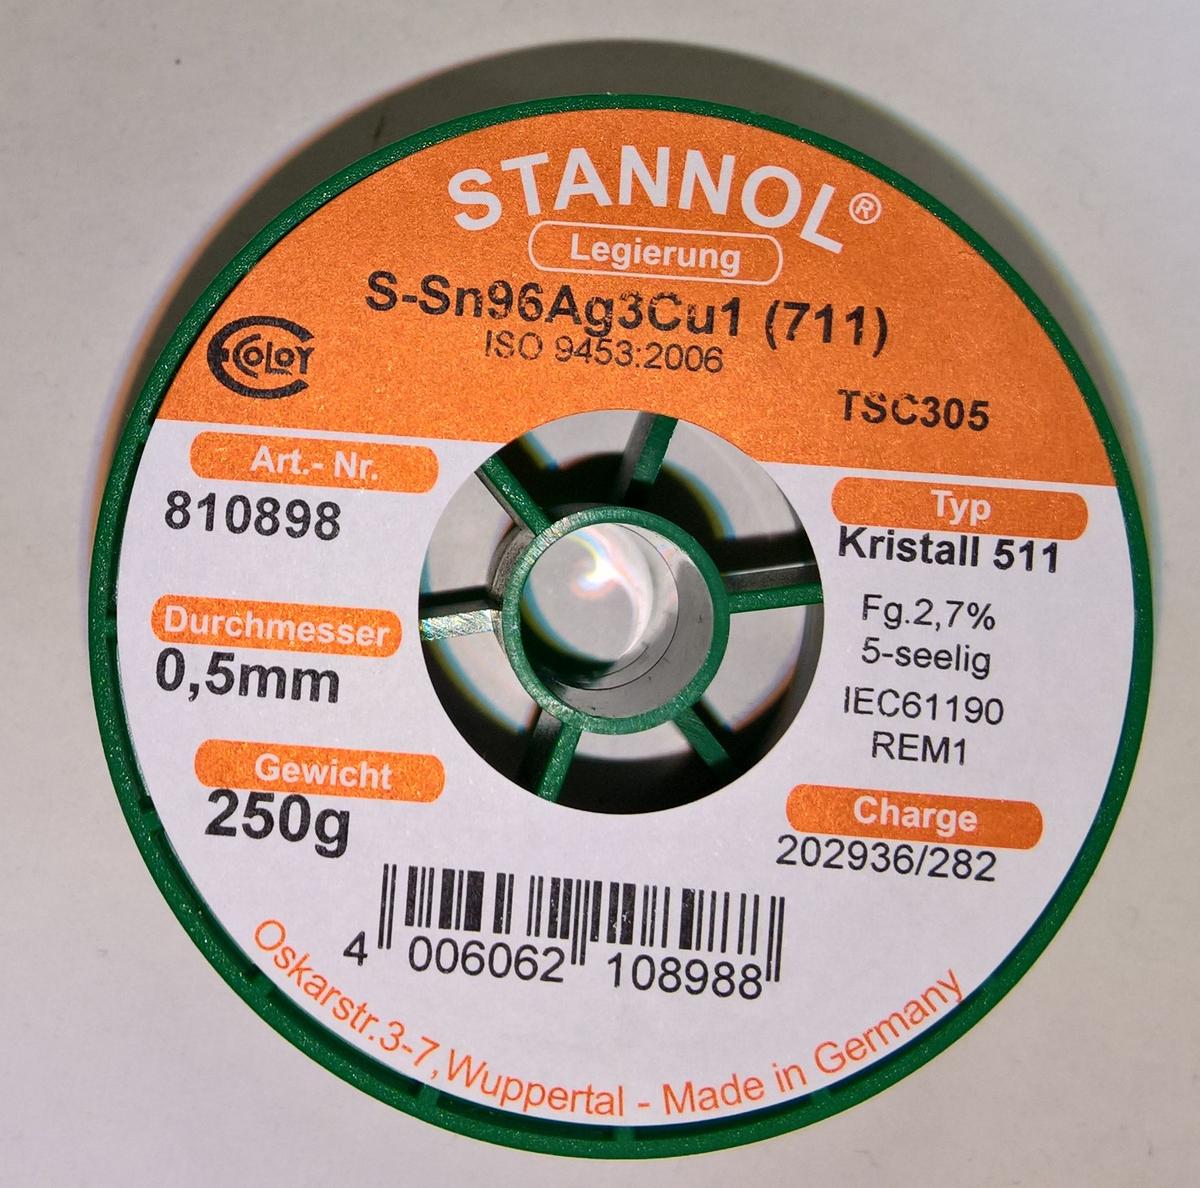 STANNOL®
Legierung
S-Sn96Ag3Cu1 (711)
ISO 9453:2006
ECOLOY
TSC305
Art.- Nr.
810898
Durchmesser
0,5mm
Gewicht
250g
Typ
Kristall 511
Fg.2,7%
5-seelig
IEC61190
REM1
Charge
202936/282
4 006062 108988
Oskarstr.3-7,Wuppertal - Made in Germany